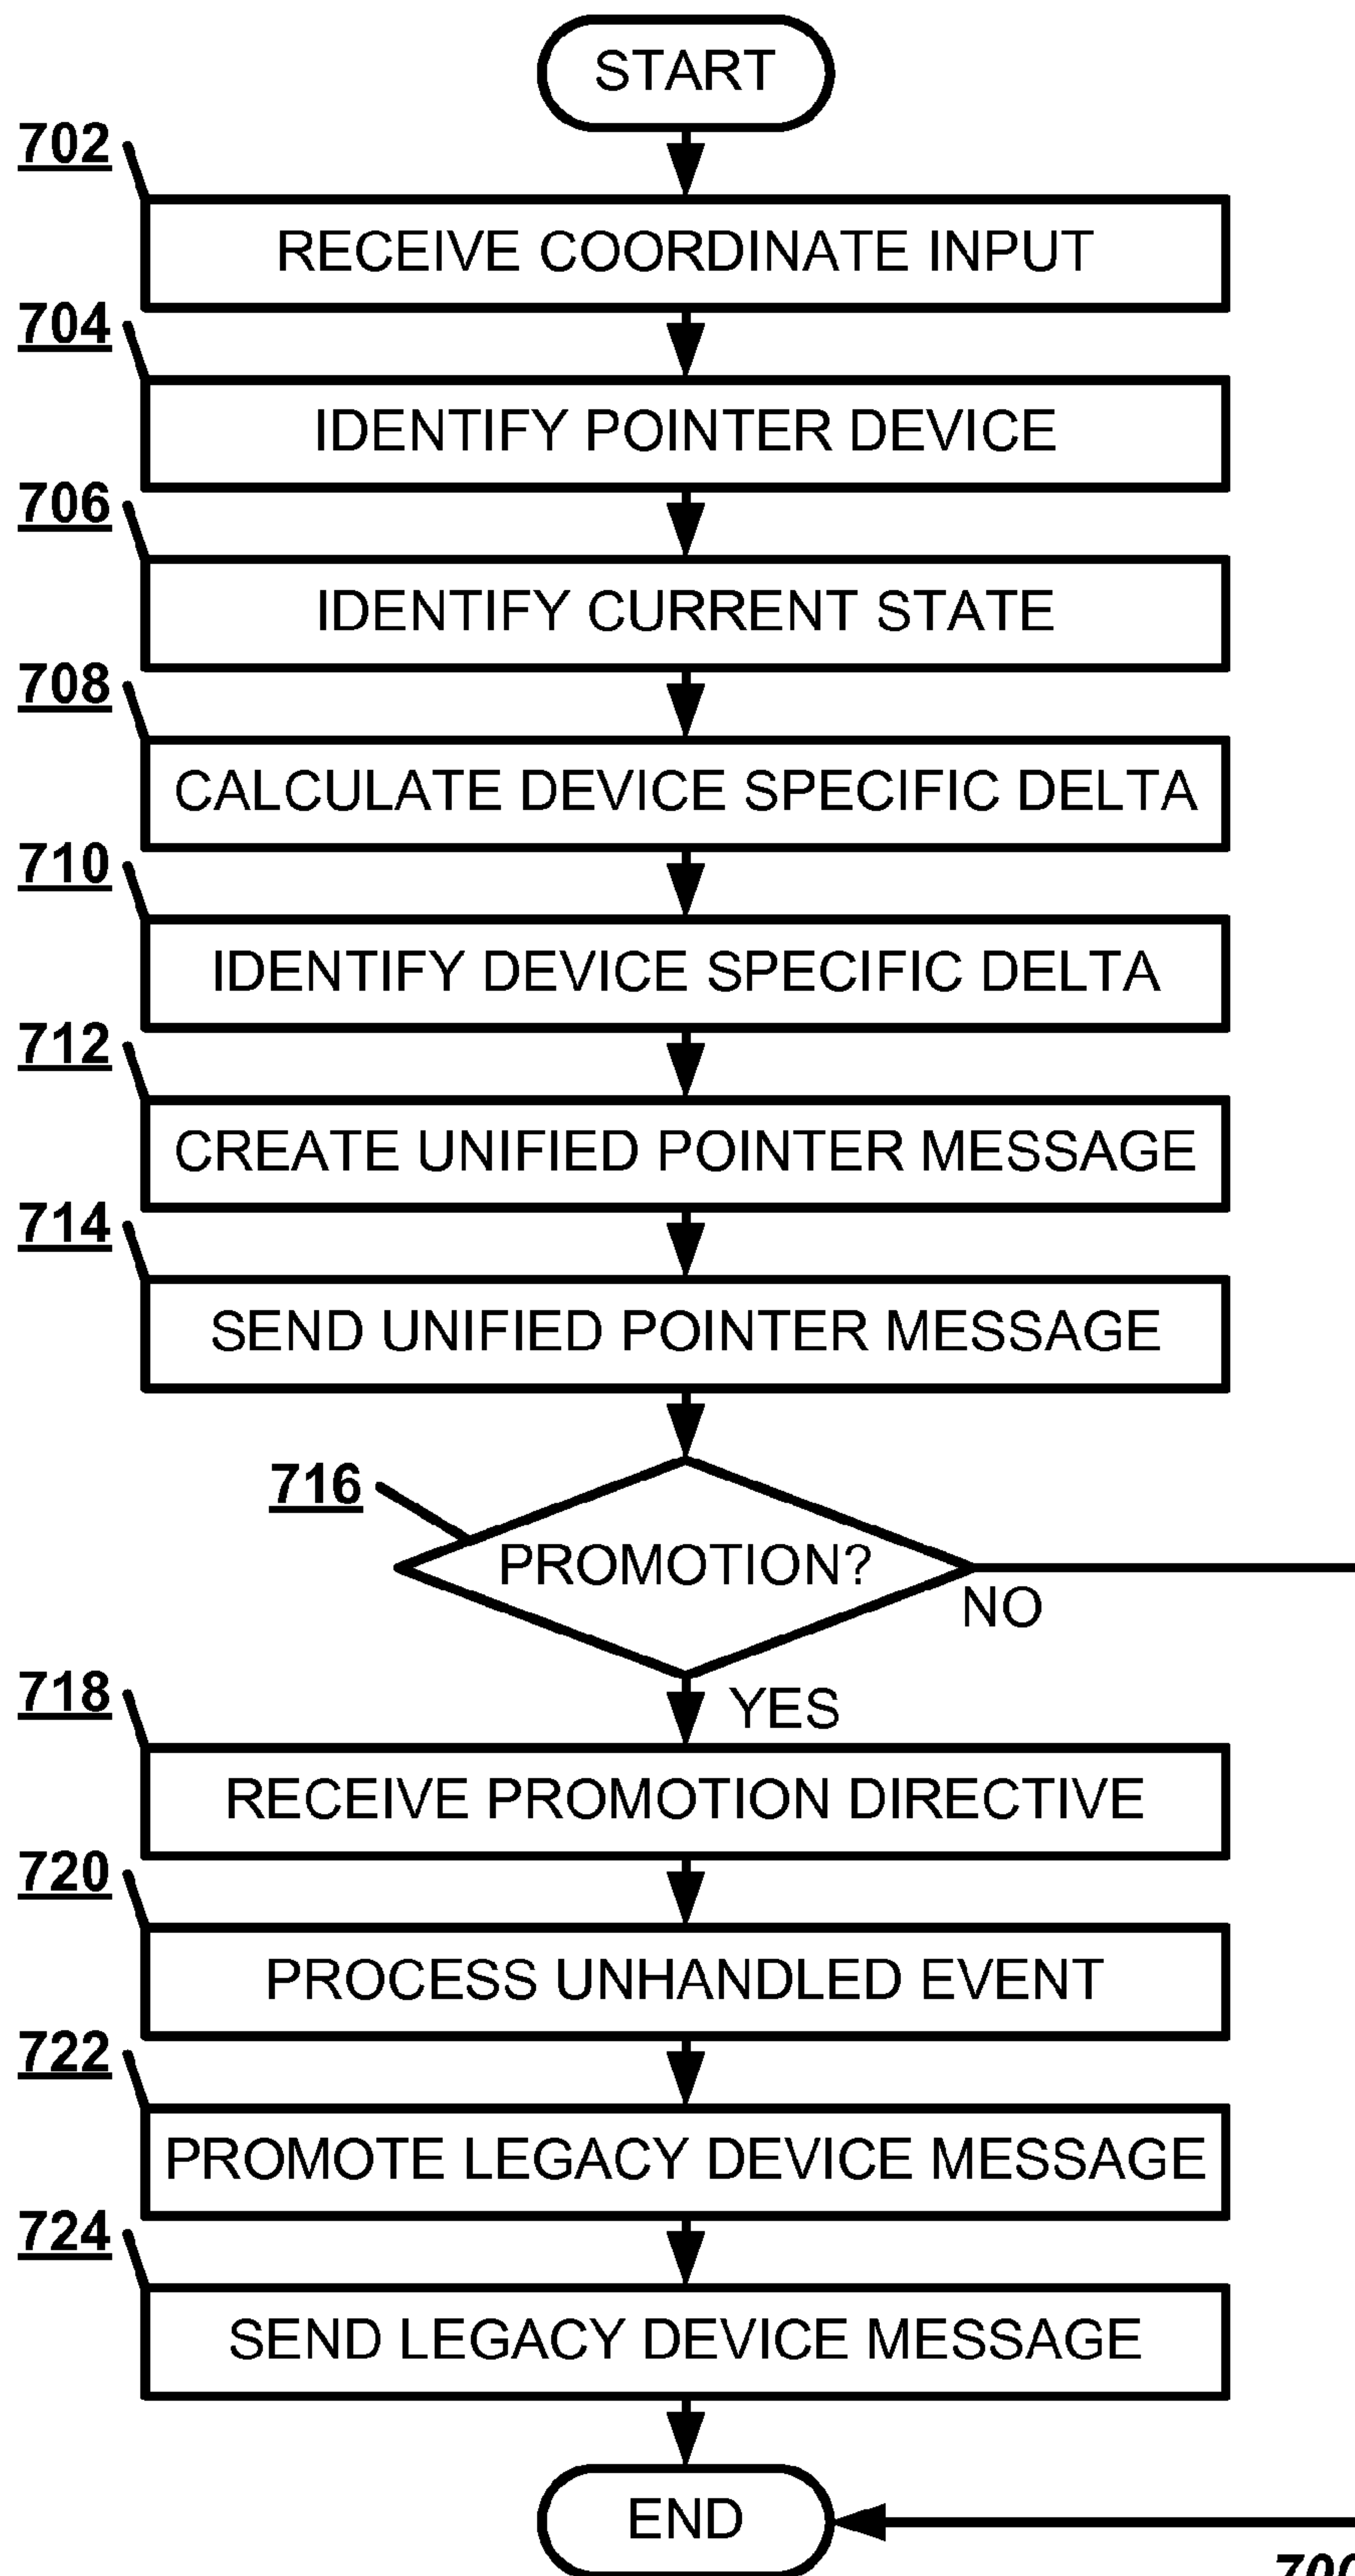 START
702
RECEIVE COORDINATE INPUT
704
IDENTIFY POINTER DEVICE
706
IDENTIFY CURRENT STATE
708
CALCULATE DEVICE SPECIFIC DELTA
710
IDENTIFY DEVICE SPECIFIC DELTA
712
CREATE UNIFIED POINTER MESSAGE
714
SEND UNIFIED POINTER MESSAGE
716
PROMOTION?
NO
YES
718
RECEIVE PROMOTION DIRECTIVE
720
PROCESS UNHANDLED EVENT
722
PROMOTE LEGACY DEVICE MESSAGE
724
SEND LEGACY DEVICE MESSAGE
END